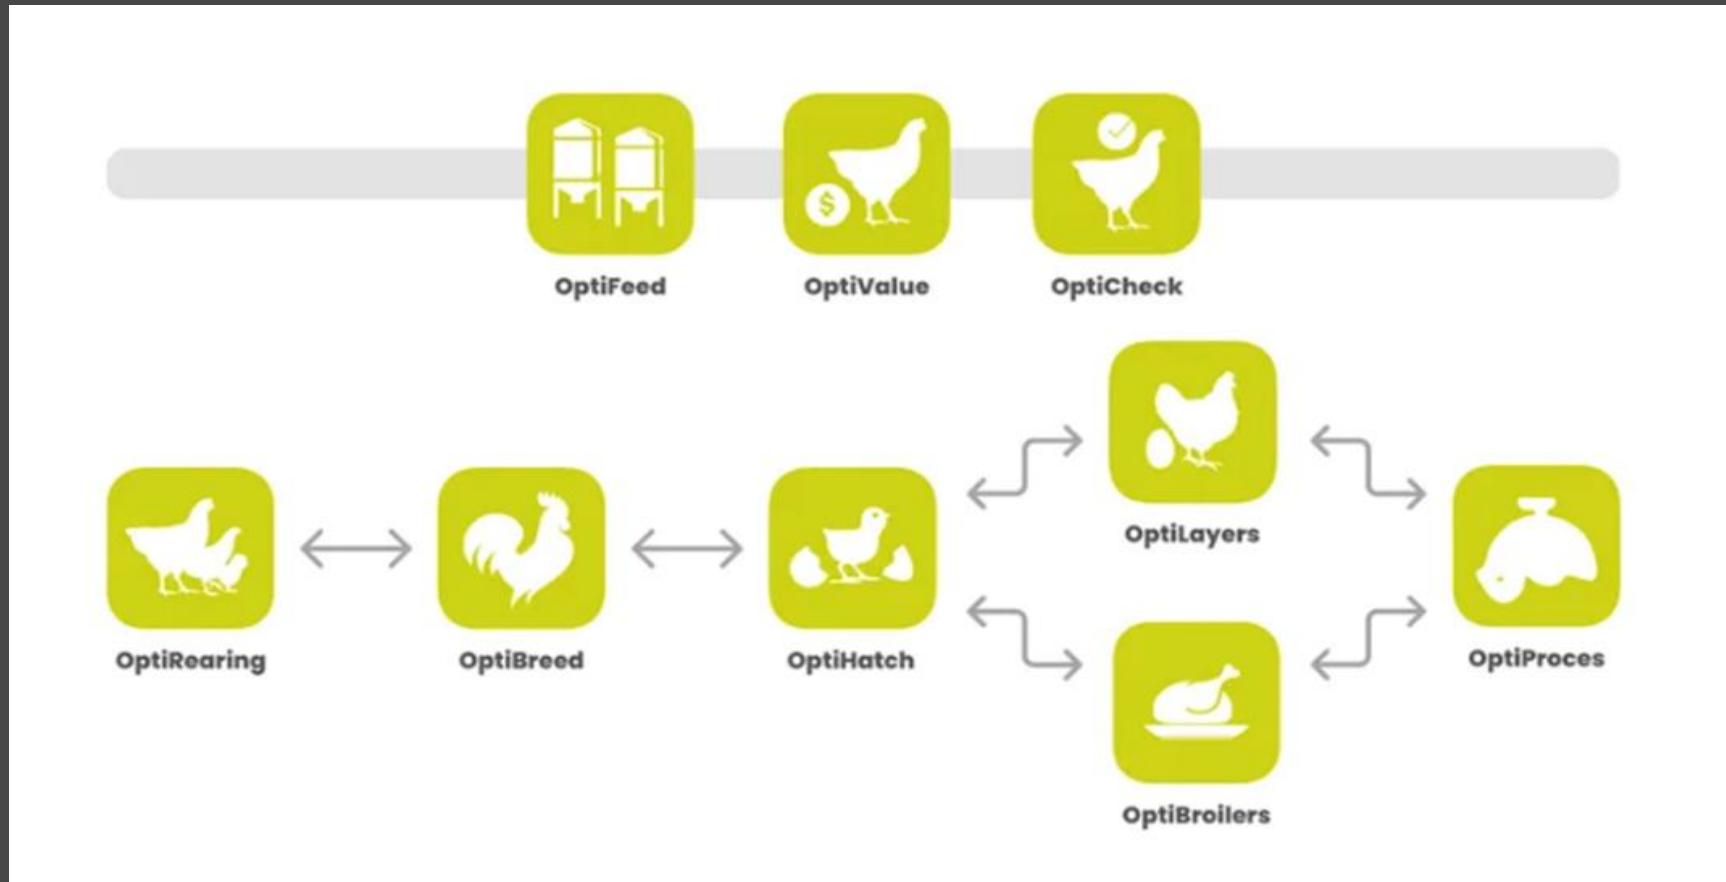 OptiFeed
OptiValue
OptiCheck
OptiLayers
OptiRearing
OptiBreed
OptiHatch
OptiProces
OptiBroilers